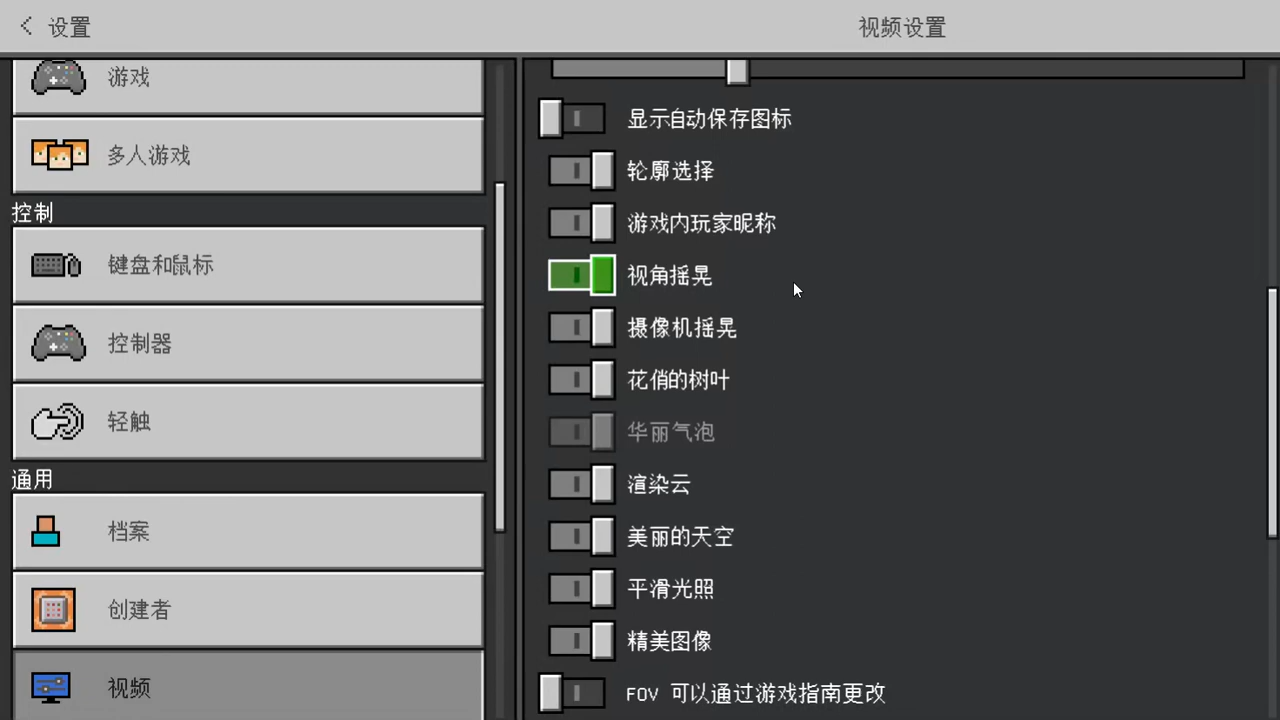 设置
视频设置
游戏
多人游戏
控制
键盘和鼠标
控制器
轻触
通用
档案
创建者
视频
显示自动保存图标
轮廓选择
游戏内玩家昵称
视角摇晃
摄像机摇晃
花俏的树叶
华丽气泡
渲染云
美丽的天空
平滑光照
精美图像
FOV 可以通过游戏指南更改